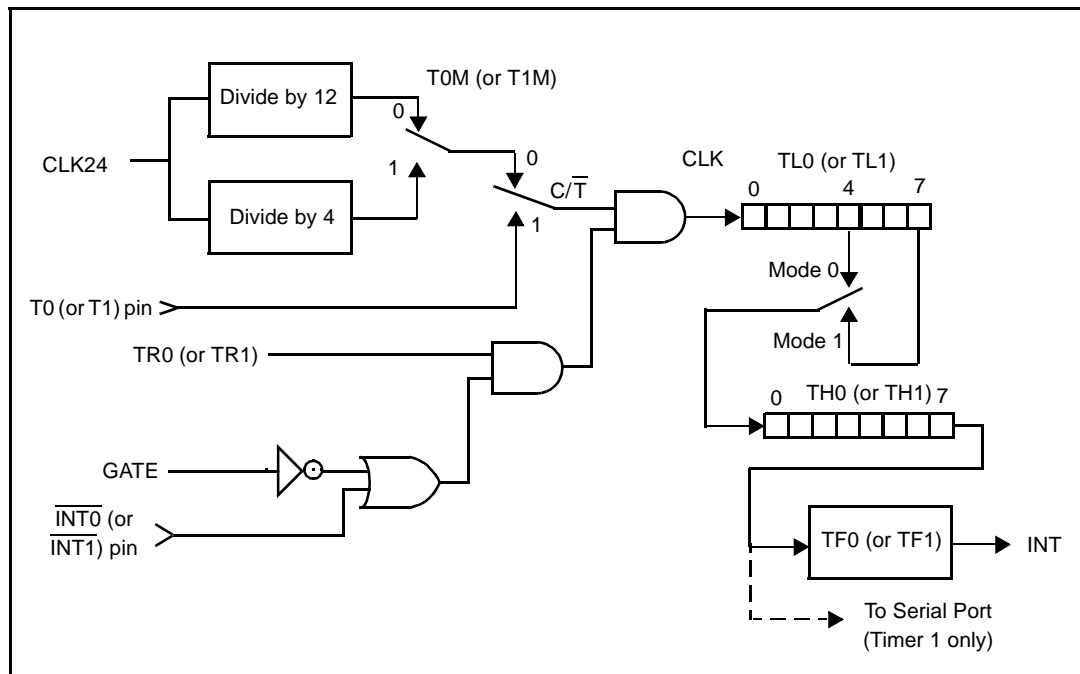 T0M (or T1M)
Divide by 12
0
CLK24
1
0
CLK
TL0 (or TL1)
0
4
7
C/T̅
Divide by 4
1
Mode 0
T0 (or T1) pin
Mode 1
TR0 (or TR1)
0
TH0 (or TH1)
7
GATE
I̅N̅T̅0̅ (or
I̅N̅T̅1̅) pin
TF0 (or TF1)
INT
To Serial Port
(Timer 1 only)